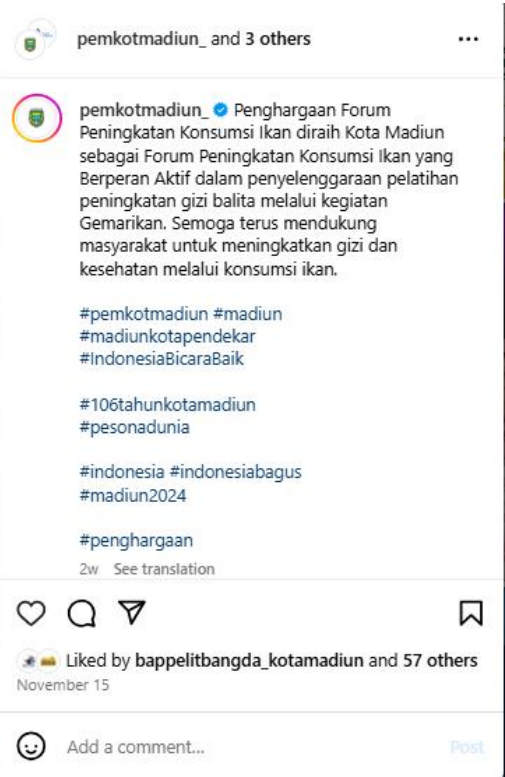 pemkotmadiun_ and 3 others
pemkotmadiun_ Penghargaan Forum
Peningkatan Konsumsi Ikan diraih Kota Madiun
sebagai Forum Peningkatan Konsumsi Ikan yang
Berperan Aktif dalam penyelenggaraan pelatihan
peningkatan gizi balita melalui kegiatan
Gemarikan. Semoga terus mendukung
masyarakat untuk meningkatkan gizi dan
kesehatan melalui konsumsi ikan.
#pemkotmadiun #madiun
#madiunkotapendekar
#IndonesiaBicaraBaik
#106tahunkotamadiun
#pesonadunia
#indonesia #indonesiabagus
#madiun2024
#penghargaan
2w See translation
Liked by bappelitbangda_kotamadiun and 57 others
November 15
Add a comment...
Post